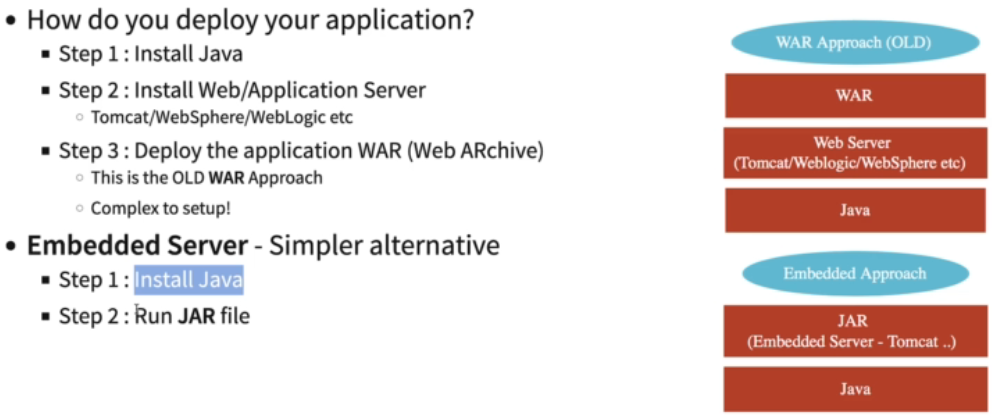 How do you deploy your application?
Step 1 : Install Java
Step 2 : Install Web/Application Server
Tomcat/WebSphere/WebLogic etc
Step 3 : Deploy the application WAR (Web ARchive)
This is the OLD WAR Approach
Complex to setup!
Embedded Server - Simpler alternative
Step 1 : Install Java
Step 2 : Run JAR file
WAR Approach (OLD)
WAR
Web Server
(Tomcat/Weblogic/WebSphere etc)
Java
Embedded Approach
JAR
(Embedded Server - Tomcat ..)
Java